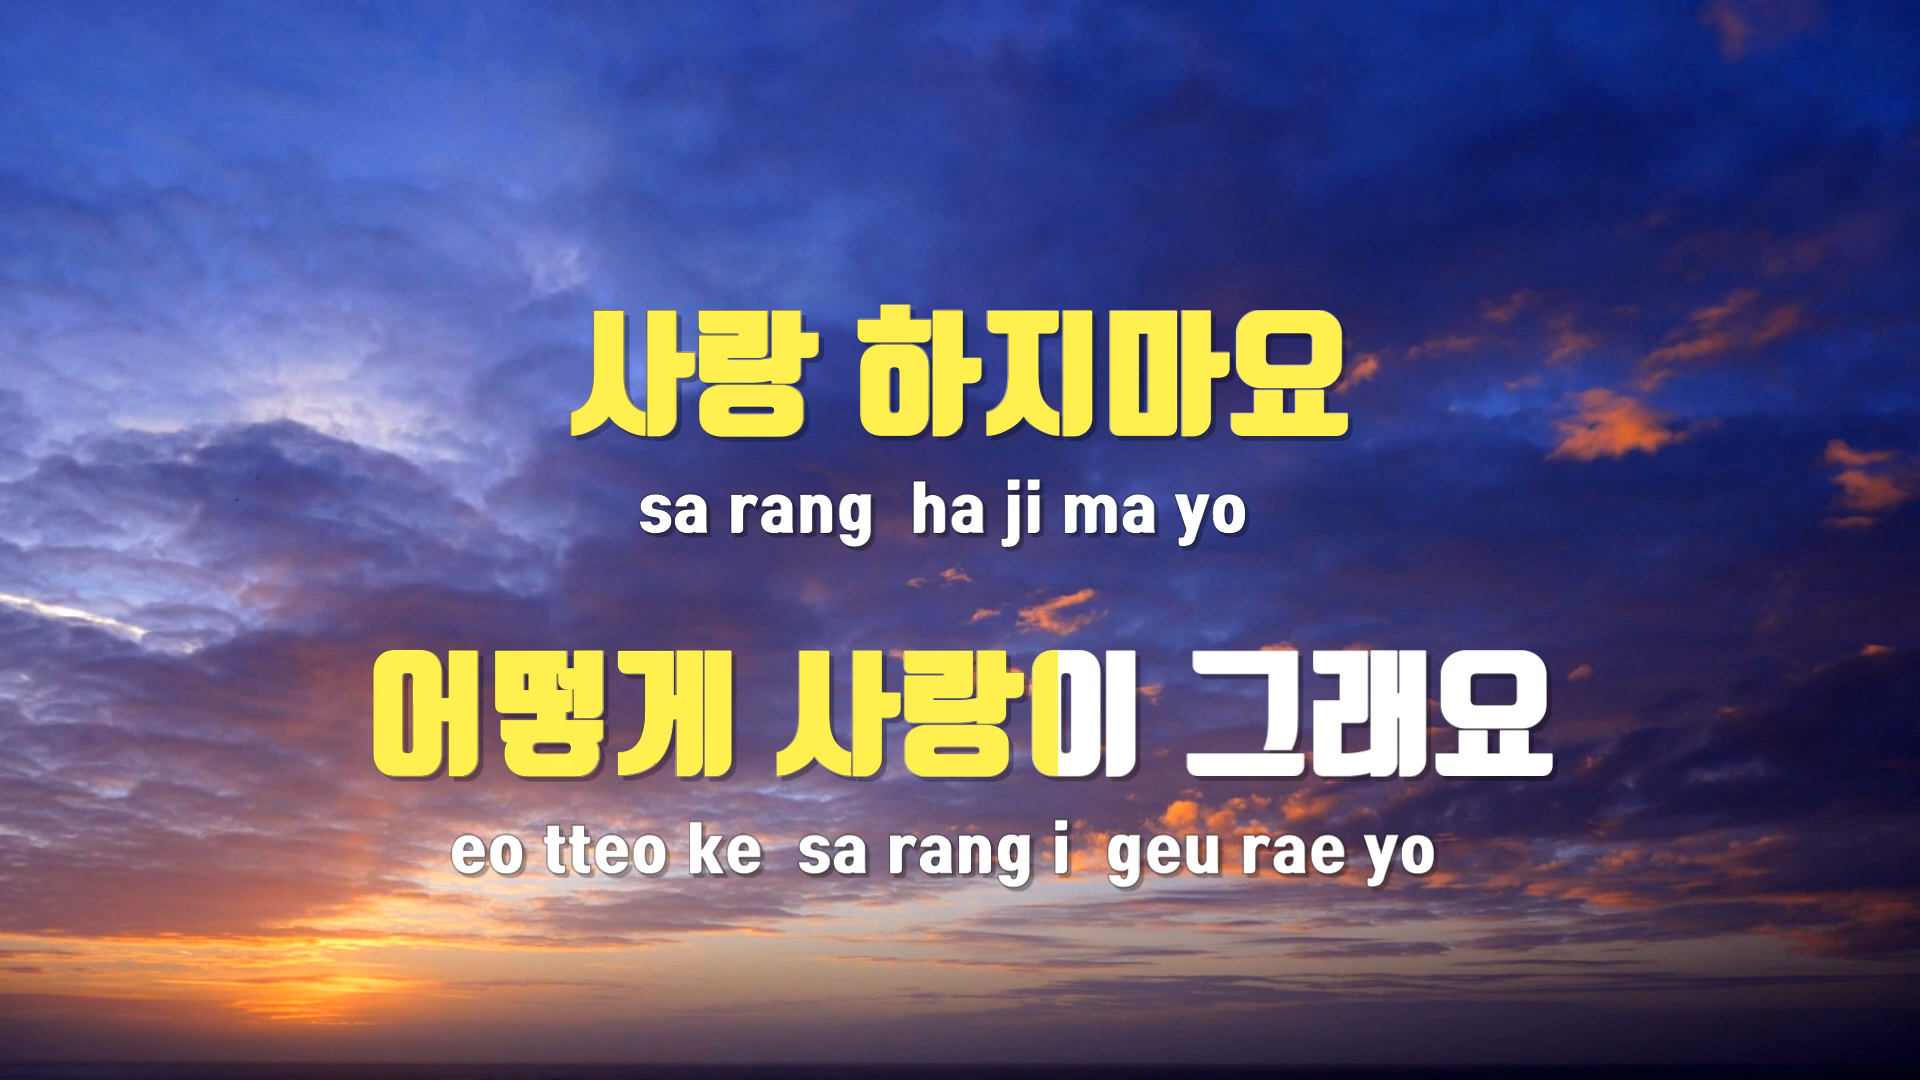 사랑 하지마요
sa rang ha ji ma yo
어떻게 사랑이 그래요
eo tteo ke sa rang i geu rae yo